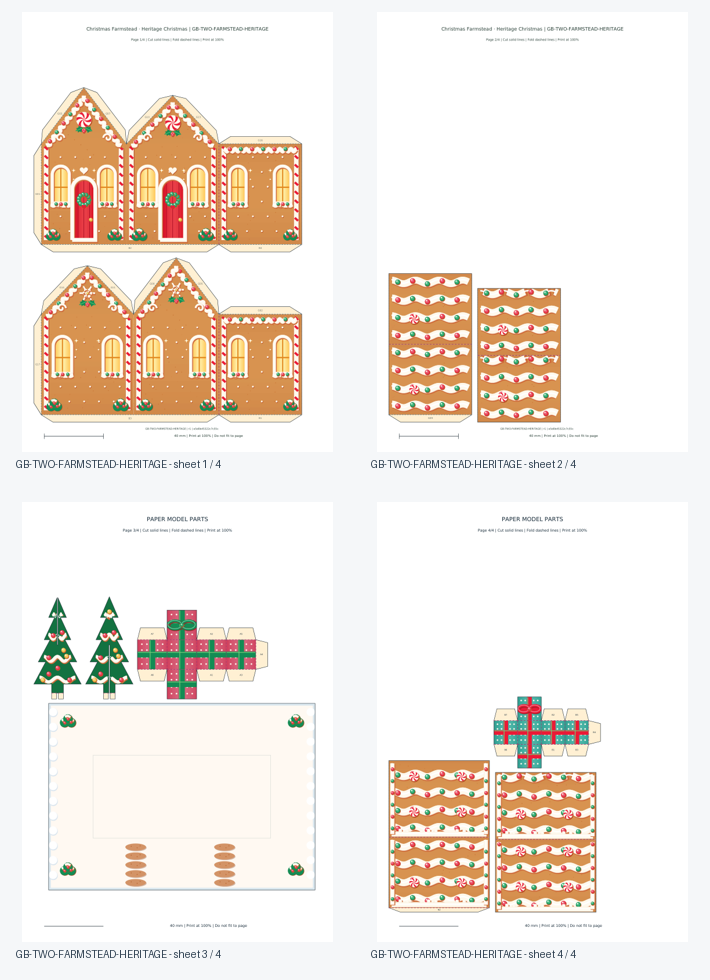 Christmas Farmstead · Heritage Christmas | GB-TWO-FARMSTEAD-HERITAGE
Page 1/4 | Cut solid lines | Fold dashed lines | Print at 100%
40 mm | Print at 100% | Do not fit to page
GB-TWO-FARMSTEAD-HERITAGE - sheet 1 / 4
Christmas Farmstead · Heritage Christmas | GB-TWO-FARMSTEAD-HERITAGE
Page 2/4 | Cut solid lines | Fold dashed lines | Print at 100%
40 mm | Print at 100% | Do not fit to page
GB-TWO-FARMSTEAD-HERITAGE - sheet 2 / 4
PAPER MODEL PARTS
Page 3/4 | Cut solid lines | Fold dashed lines | Print at 100%
40 mm | Print at 100% | Do not fit to page
GB-TWO-FARMSTEAD-HERITAGE - sheet 3 / 4
PAPER MODEL PARTS
Page 4/4 | Cut solid lines | Fold dashed lines | Print at 100%
40 mm | Print at 100% | Do not fit to page
GB-TWO-FARMSTEAD-HERITAGE - sheet 4 / 4